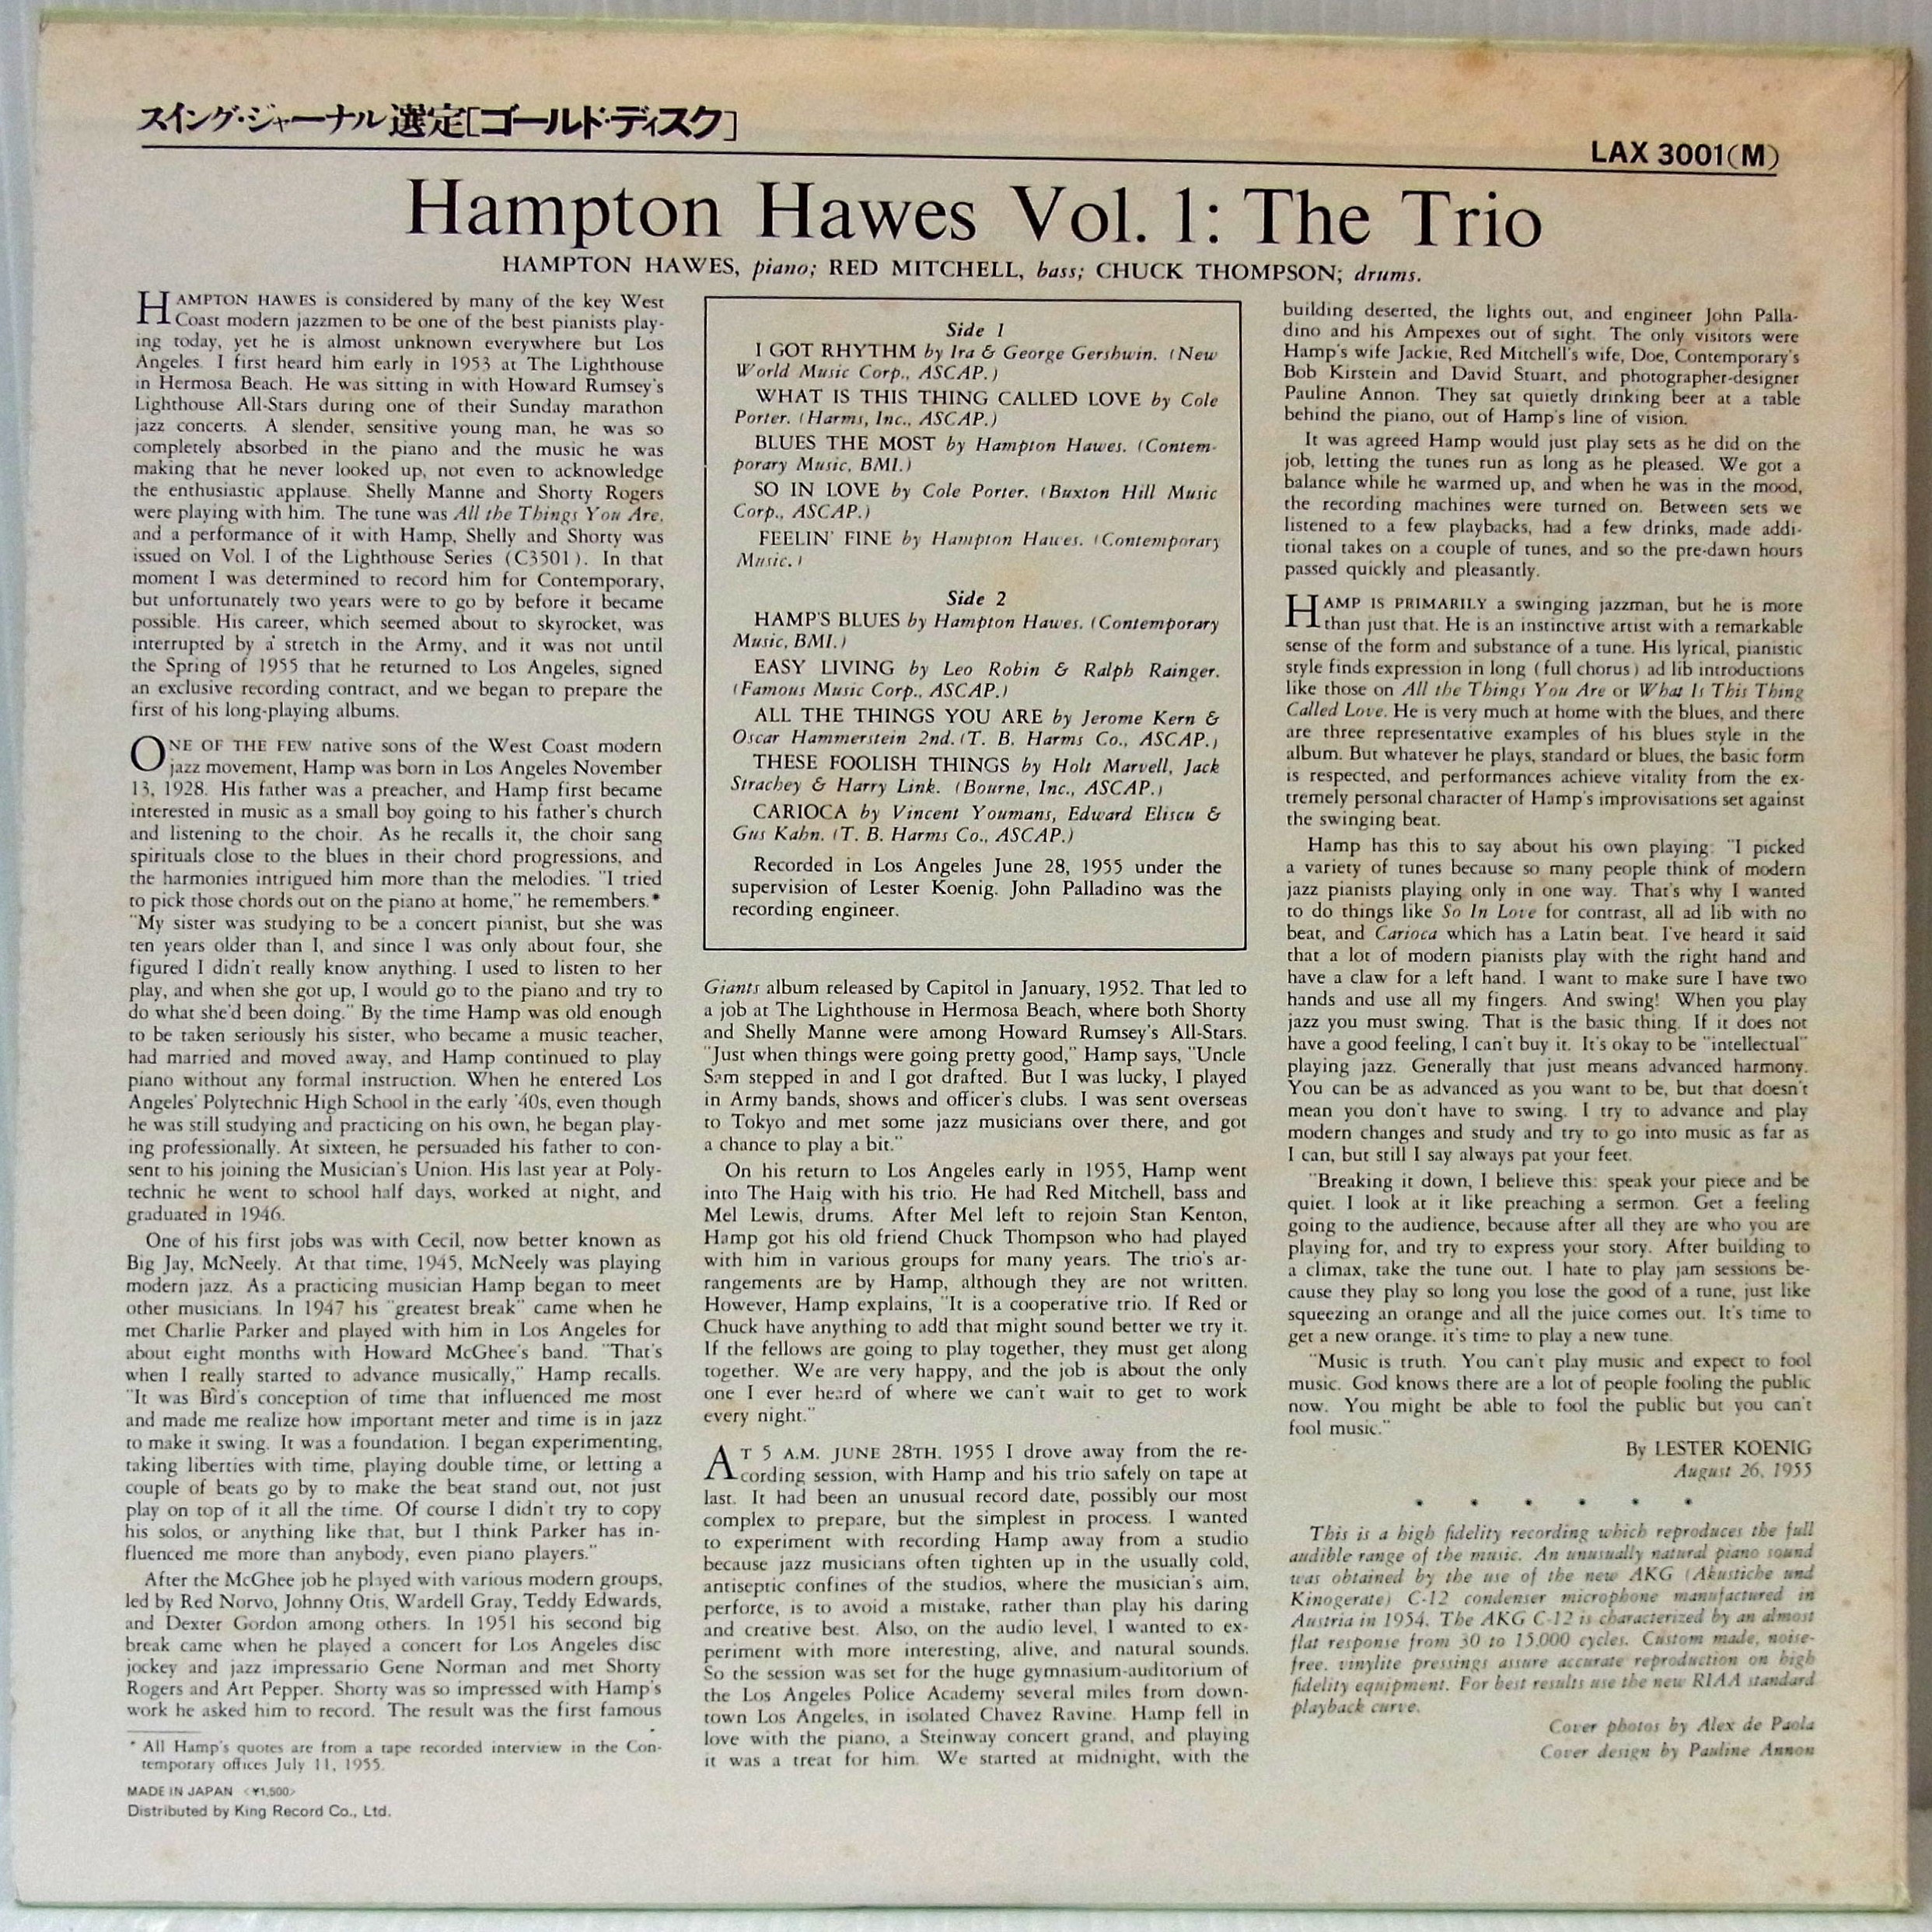 スイング・ジャーナル選定[ゴールド・ディスク]
LAX 3001(M)
Hampton Hawes Vol. 1: The Trio
HAMPTON HAWES, piano; RED MITCHELL, bass; CHUCK THOMPSON; drums.
HAMPTON HAWES is considered by many of the key West
Coast modern jazzmen to be one of the best pianists play-
ing today, yet he is almost unknown everywhere but Los
Angeles. I first heard him early in 1953 at The Lighthouse
in Hermosa Beach. He was sitting in with Howard Rumsey's
Lighthouse All-Stars during one of their Sunday marathon
jazz concerts. A slender, sensitive young man, he was so
completely absorbed in the piano and the music he was
making that he never looked up, not even to acknowledge
the enthusiastic applause. Shelly Manne and Shorty Rogers
were playing with him. The tune was All the Things You Are,
and a performance of it with Hamp, Shelly and Shorty was
issued on Vol. I of the Lighthouse Series (C3501). In that
moment I was determined to record him for Contemporary,
but unfortunately two years were to go by before it became
possible. His career, which seemed about to skyrocket, was
interrupted by a stretch in the Army, and it was not until
the Spring of 1955 that he returned to Los Angeles, signed
an exclusive recording contract, and we began to prepare the
first of his long-playing albums.
ONE OF THE FEW native sons of the West Coast modern
jazz movement, Hamp was born in Los Angeles November
13, 1928. His father was a preacher, and Hamp first became
interested in music as a small boy going to his father's church
and listening to the choir. As he recalls it, the choir sang
spirituals close to the blues in their chord progressions, and
the harmonies intrigued him more than the melodies. "I tried
to pick those chords out on the piano at home," he remembers.*
"My sister was studying to be a concert pianist, but she was
ten years older than I, and since I was only about four, she
figured I didn't really know anything. I used to listen to her
play, and when she got up, I would go to the piano and try to
do what she'd been doing." By the time Hamp was old enough
to be taken seriously his sister, who became a music teacher,
had married and moved away, and Hamp continued to play
piano without any formal instruction. When he entered Los
Angeles' Polytechnic High School in the early '40s, even though
he was still studying and practicing on his own, he began play-
ing professionally. At sixteen, he persuaded his father to con-
sent to his joining the Musician's Union. His last year at Poly-
technic he went to school half days, worked at night, and
graduated in 1946.
One of his first jobs was with Cecil, now better known as
Big Jay, McNeely. At that time, 1945, McNeely was playing
modern jazz. As a practicing musician Hamp began to meet
other musicians. In 1947 his "greatest break" came when he
met Charlie Parker and played with him in Los Angeles for
about eight months with Howard McGhee's band. "That's
when I really started to advance musically," Hamp recalls.
"It was Bird's conception of time that influenced me most
and made me realize how important meter and time is in jazz
to make it swing. It was a foundation. I began experimenting,
taking liberties with time, playing double time, or letting a
couple of beats go by to make the beat stand out, not just
play on top of it all the time. Of course I didn't try to copy
his solos, or anything like that, but I think Parker has in-
fluenced me more than anybody, even piano players."
After the McGhee job he played with various modern groups,
led by Red Norvo, Johnny Otis, Wardell Gray, Teddy Edwards,
and Dexter Gordon among others. In 1951 his second big
break came when he played a concert for Los Angeles disc
jockey and jazz impressario Gene Norman and met Shorty
Rogers and Art Pepper. Shorty was so impressed with Hamp's
work he asked him to record. The result was the first famous
* All Hamp's quotes are from a tape recorded interview in the Con-
temporary offices July 11, 1955.
MADE IN JAPAN <¥1,500>
Distributed by King Record Co., Ltd.
Side 1
I GOT RHYTHM by Ira & George Gershwin. (New
World Music Corp., ASCAP.)
WHAT IS THIS THING CALLED LOVE by Cole
Porter. (Harms, Inc., ASCAP.)
BLUES THE MOST by Hampton Hawes. (Contem-
porary Music, BMI.)
SO IN LOVE by Cole Porter. (Buxton Hill Music
Corp., ASCAP.)
FEELIN' FINE by Hampton Hawes. (Contemporary
Music.)
Side 2
HAMP'S BLUES by Hampton Hawes. (Contemporary
Music, BMI.)
EASY LIVING by Leo Robin & Ralph Rainger.
(Famous Music Corp., ASCAP.)
ALL THE THINGS YOU ARE by Jerome Kern &
Oscar Hammerstein 2nd. (T. B. Harms Co., ASCAP.)
THESE FOOLISH THINGS by Holt Marvell, Jack
Strachey & Harry Link. (Bourne, Inc., ASCAP.)
CARIOCA by Vincent Youmans, Edward Eliscu &
Gus Kahn. (T. B. Harms Co., ASCAP.)
Recorded in Los Angeles June 28, 1955 under the
supervision of Lester Koenig. John Palladino was the
recording engineer.
Giants album released by Capitol in January, 1952. That led to
a job at The Lighthouse in Hermosa Beach, where both Shorty
and Shelly Manne were among Howard Rumsey's All-Stars.
"Just when things were going pretty good," Hamp says, "Uncle
Sam stepped in and I got drafted. But I was lucky, I played
in Army bands, shows and officer's clubs. I was sent overseas
to Tokyo and met some jazz musicians over there, and got
a chance to play a bit."
On his return to Los Angeles early in 1955, Hamp went
into The Haig with his trio. He had Red Mitchell, bass and
Mel Lewis, drums. After Mel left to rejoin Stan Kenton,
Hamp got his old friend Chuck Thompson who had played
with him in various groups for many years. The trio's ar-
rangements are by Hamp, although they are not written.
However, Hamp explains, "It is a cooperative trio. If Red or
Chuck have anything to add that might sound better we try it.
If the fellows are going to play together, they must get along
together. We are very happy, and the job is about the only
one I ever heard of where we can't wait to get to work
every night."
AT 5 A.M. JUNE 28TH, 1955 I drove away from the re-
cording session, with Hamp and his trio safely on tape at
last. It had been an unusual record date, possibly our most
complex to prepare, but the simplest in process. I wanted
to experiment with recording Hamp away from a studio
because jazz musicians often tighten up in the usually cold,
antiseptic confines of the studios, where the musician's aim,
perforce, is to avoid a mistake, rather than play his daring
and creative best. Also, on the audio level, I wanted to ex-
periment with more interesting, alive, and natural sounds.
So the session was set for the huge gymnasium-auditorium of
the Los Angeles Police Academy several miles from down-
town Los Angeles, in isolated Chavez Ravine. Hamp fell in
love with the piano, a Steinway concert grand, and playing
it was a treat for him. We started at midnight, with the
building deserted, the lights out, and engineer John Palla-
dino and his Ampexes out of sight. The only visitors were
Hamp's wife Jackie, Red Mitchell's wife, Doe, Contemporary's
Bob Kirstein and David Stuart, and photographer-designer
Pauline Annon. They sat quietly drinking beer at a table
behind the piano, out of Hamp's line of vision.
It was agreed Hamp would just play sets as he did on the
job, letting the tunes run as long as he pleased. We got a
balance while he warmed up, and when he was in the mood,
the recording machines were turned on. Between sets we
listened to a few playbacks, had a few drinks, made addi-
tional takes on a couple of tunes, and so the pre-dawn hours
passed quickly and pleasantly.
HAMP IS PRIMARILY a swinging jazzman, but he is more
than just that. He is an instinctive artist with a remarkable
sense of the form and substance of a tune. His lyrical, pianistic
style finds expression in long (full chorus) ad lib introductions
like those on All the Things You Are or What Is This Thing
Called Love. He is very much at home with the blues, and there
are three representative examples of his blues style in the
album. But whatever he plays, standard or blues, the basic form
is respected, and performances achieve vitality from the ex-
tremely personal character of Hamp's improvisations set against
the swinging beat.
Hamp has this to say about his own playing: "I picked
a variety of tunes because so many people think of modern
jazz pianists playing only in one way. That's why I wanted
to do things like So In Love for contrast, all ad lib with no
beat, and Carioca which has a Latin beat. I've heard it said
that a lot of modern pianists play with the right hand and
have a claw for a left hand. I want to make sure I have two
hands and use all my fingers. And swing! When you play
jazz you must swing. That is the basic thing. If it does not
have a good feeling, I can't buy it. It's okay to be "intellectual"
playing jazz. Generally that just means advanced harmony.
You can be as advanced as you want to be, but that doesn't
mean you don't have to swing. I try to advance and play
modern changes and study and try to go into music as far as
I can, but still I say always pat your feet.
"Breaking it down, I believe this: speak your piece and be
quiet. I look at it like preaching a sermon. Get a feeling
going to the audience, because after all they are who you are
playing for, and try to express your story. After building to
a climax, take the tune out. I hate to play jam sessions be-
cause they play so long you lose the good of a tune, just like
squeezing an orange and all the juice comes out. It's time to
get a new orange, it's time to play a new tune.
"Music is truth. You can't play music and expect to fool
music. God knows there are a lot of people fooling the public
now. You might be able to fool the public but you can't
fool music."
By LESTER KOENIG
August 26, 1955
• • • • • •
This is a high fidelity recording which reproduces the full
audible range of the music. An unusually natural piano sound
was obtained by the use of the new AKG (Akustiche und
Kinogerate) C-12 condenser microphone manufactured in
Austria in 1954. The AKG C-12 is characterized by an almost
flat response from 30 to 15,000 cycles. Custom made, noise-
free, vinylite pressings assure accurate reproduction on high
fidelity equipment. For best results use the new RIAA standard
playback curve.
Cover photos by Alex de Paola
Cover design by Pauline Annon